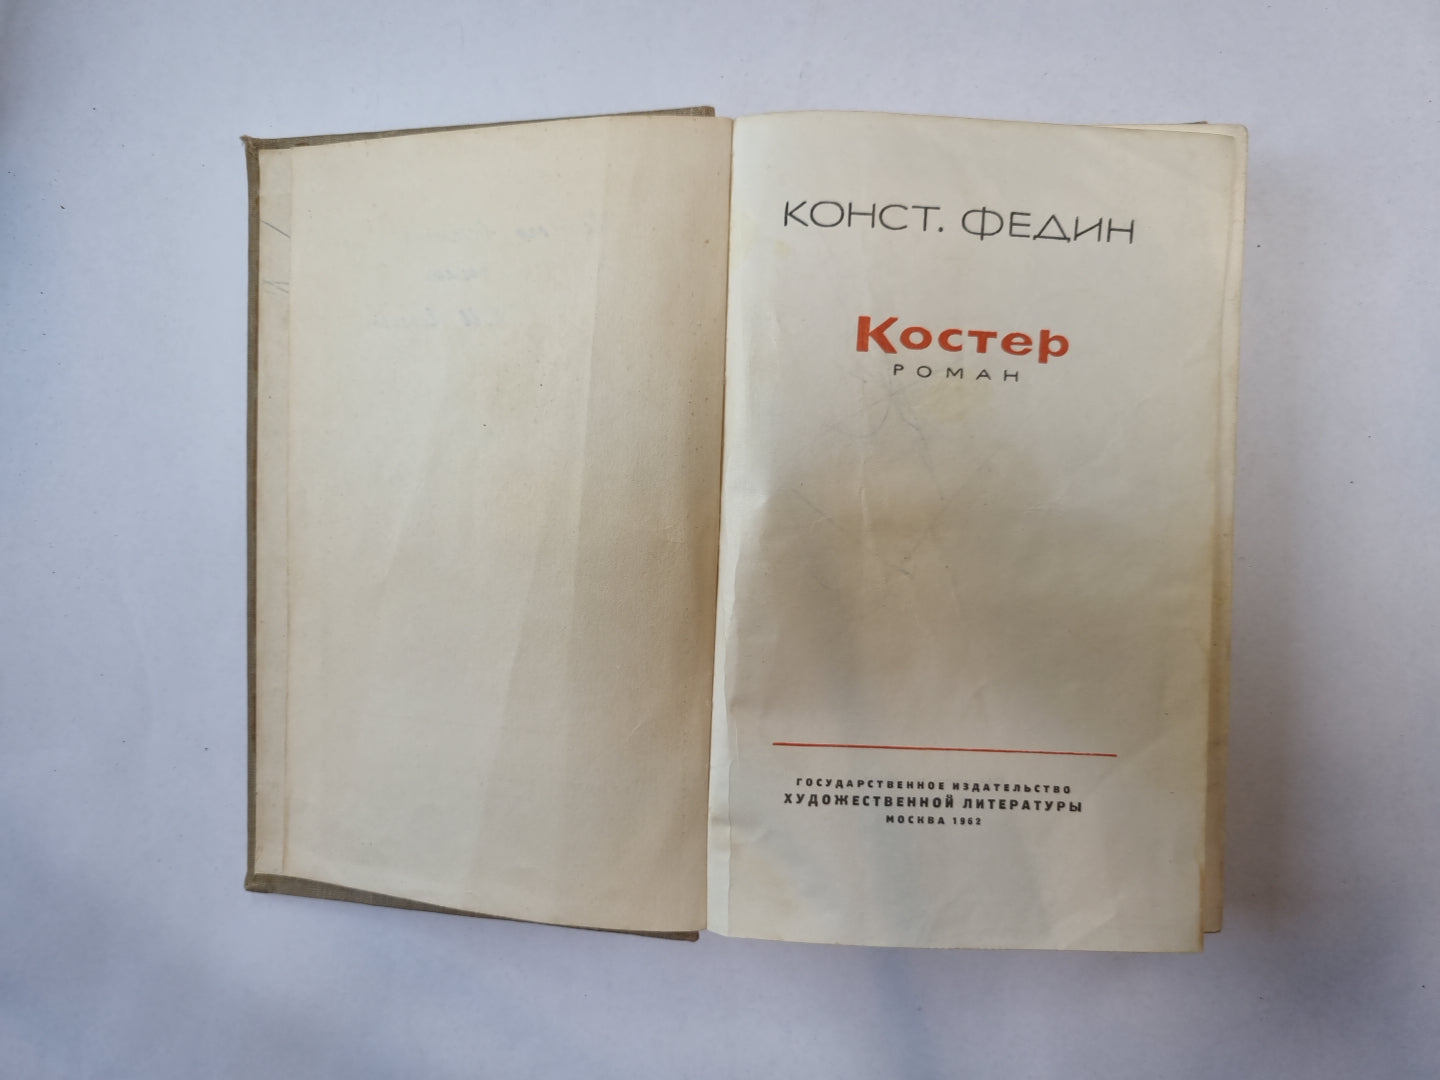 КОНСТ. ФЕДИН
Костер
РОМАН
ГОСУДАРСТВЕННОЕ ИЗДАТЕЛЬСТВО
ХУДОЖЕСТВЕННОЙ ЛИТЕРАТУРЫ
МОСКВА 1962